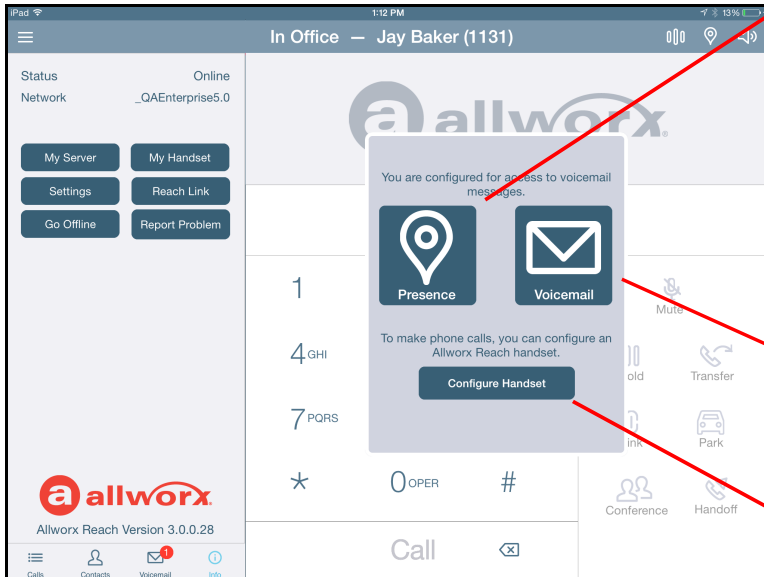 iPad
1:12 PM
13%
In Office — Jay Baker (1131)
Status Online
Network _QAEnterprise5.0
My Server My Handset
Settings Reach Link
Go Offline Report Problem
allworx
Allworx Reach Version 3.0.0.28
Calls Contacts Voicemail 1 Info
allworx
You are configured for access to voicemail
messages.
Presence Voicemail
To make phone calls, you can configure an
Allworx Reach handset.
Configure Handset
1
4 GHI
7 PQRS
* 0 OPER #
Call
Mute
old Transfer
ink Park
Conference Handoff